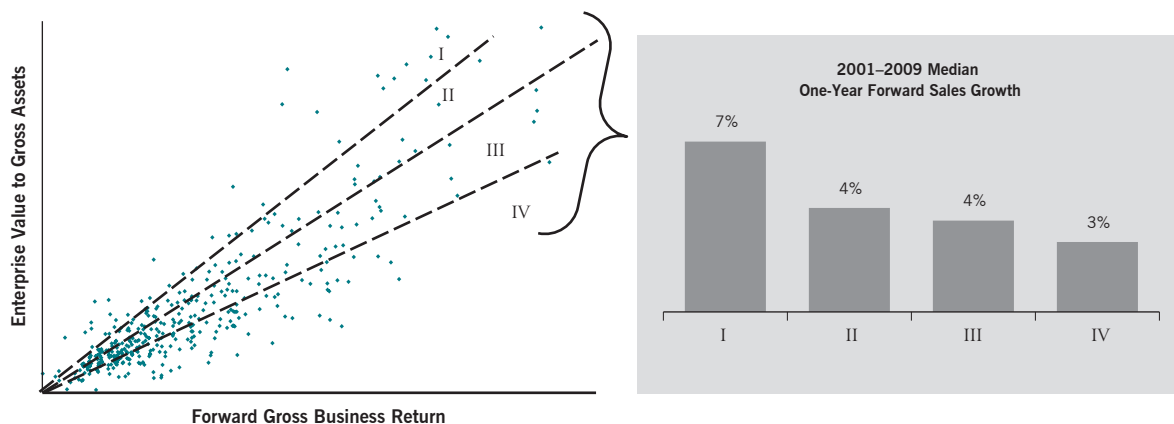 Enterprise Value to Gross Assets
I
II
III
IV
Forward Gross Business Return
2001–2009 Median
One-Year Forward Sales Growth
7%
4%
4%
3%
I
II
III
IV